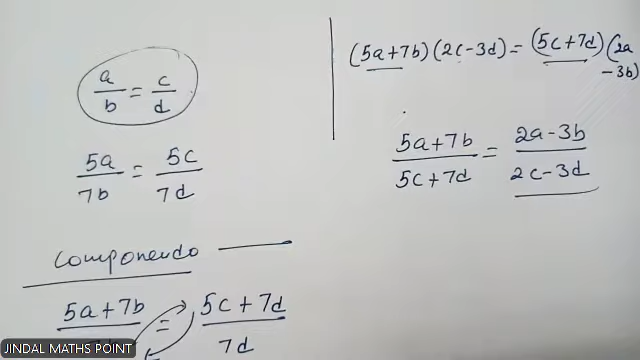 a/b = c/d
5a/7b = 5c/7d
componendo
5a+7b/ = 5c+7d/7d
(5a+7b)(2c-3d) = (5c+7d)(2a
-3b)
5a+7b/5c+7d = 2a-3b/2c-3d
JINDAL MATHS POINT